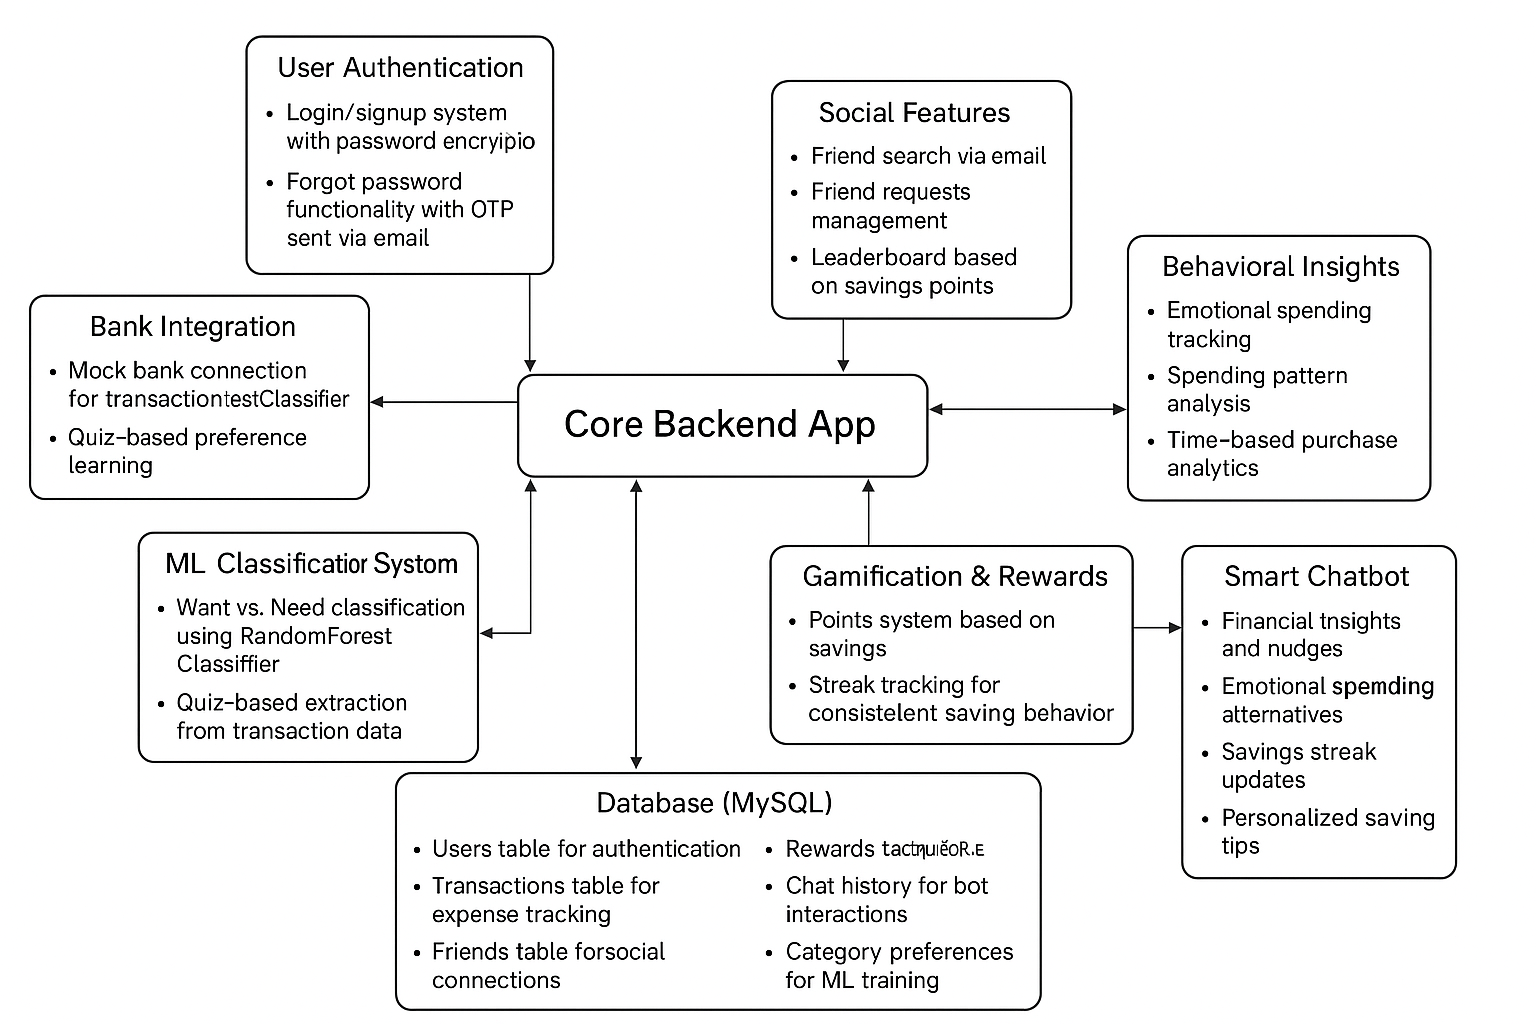 User Authentication
• Login/signup system
with password encryipio
• Forgot password
functionality with OTP
sent via email
Social Features
• Friend search via email
• Friend requests
management
• Leaderboard based
on savings points
Behavioral Insights
• Emotional spending
tracking
• Spending pattern
analysis
• Time-based purchase
analytics
Bank Integration
• Mock bank connection
for transactiontestClassifier
• Quiz-based preference
learning
Core Backend App
ML Classificatior Systom
• Want vs. Need classification
using RandomForest
Classiffier
• Quiz-based extraction
from transaction data
Gamification & Rewards
• Points system based on
savings
• Streak tracking for
consistelent saving behavior
Smart Chatbot
• Financial tnsights
and nudges
• Emotional spemding
alternatives
• Savings streak
updates
• Personalized saving
tips
Database (MySQL)
• Users table for authentication
• Transactions table for
expense tracking
• Friends table forsocial
connections
• Rewards
• Chat history for bot
interactions
• Category preferences
for ML training